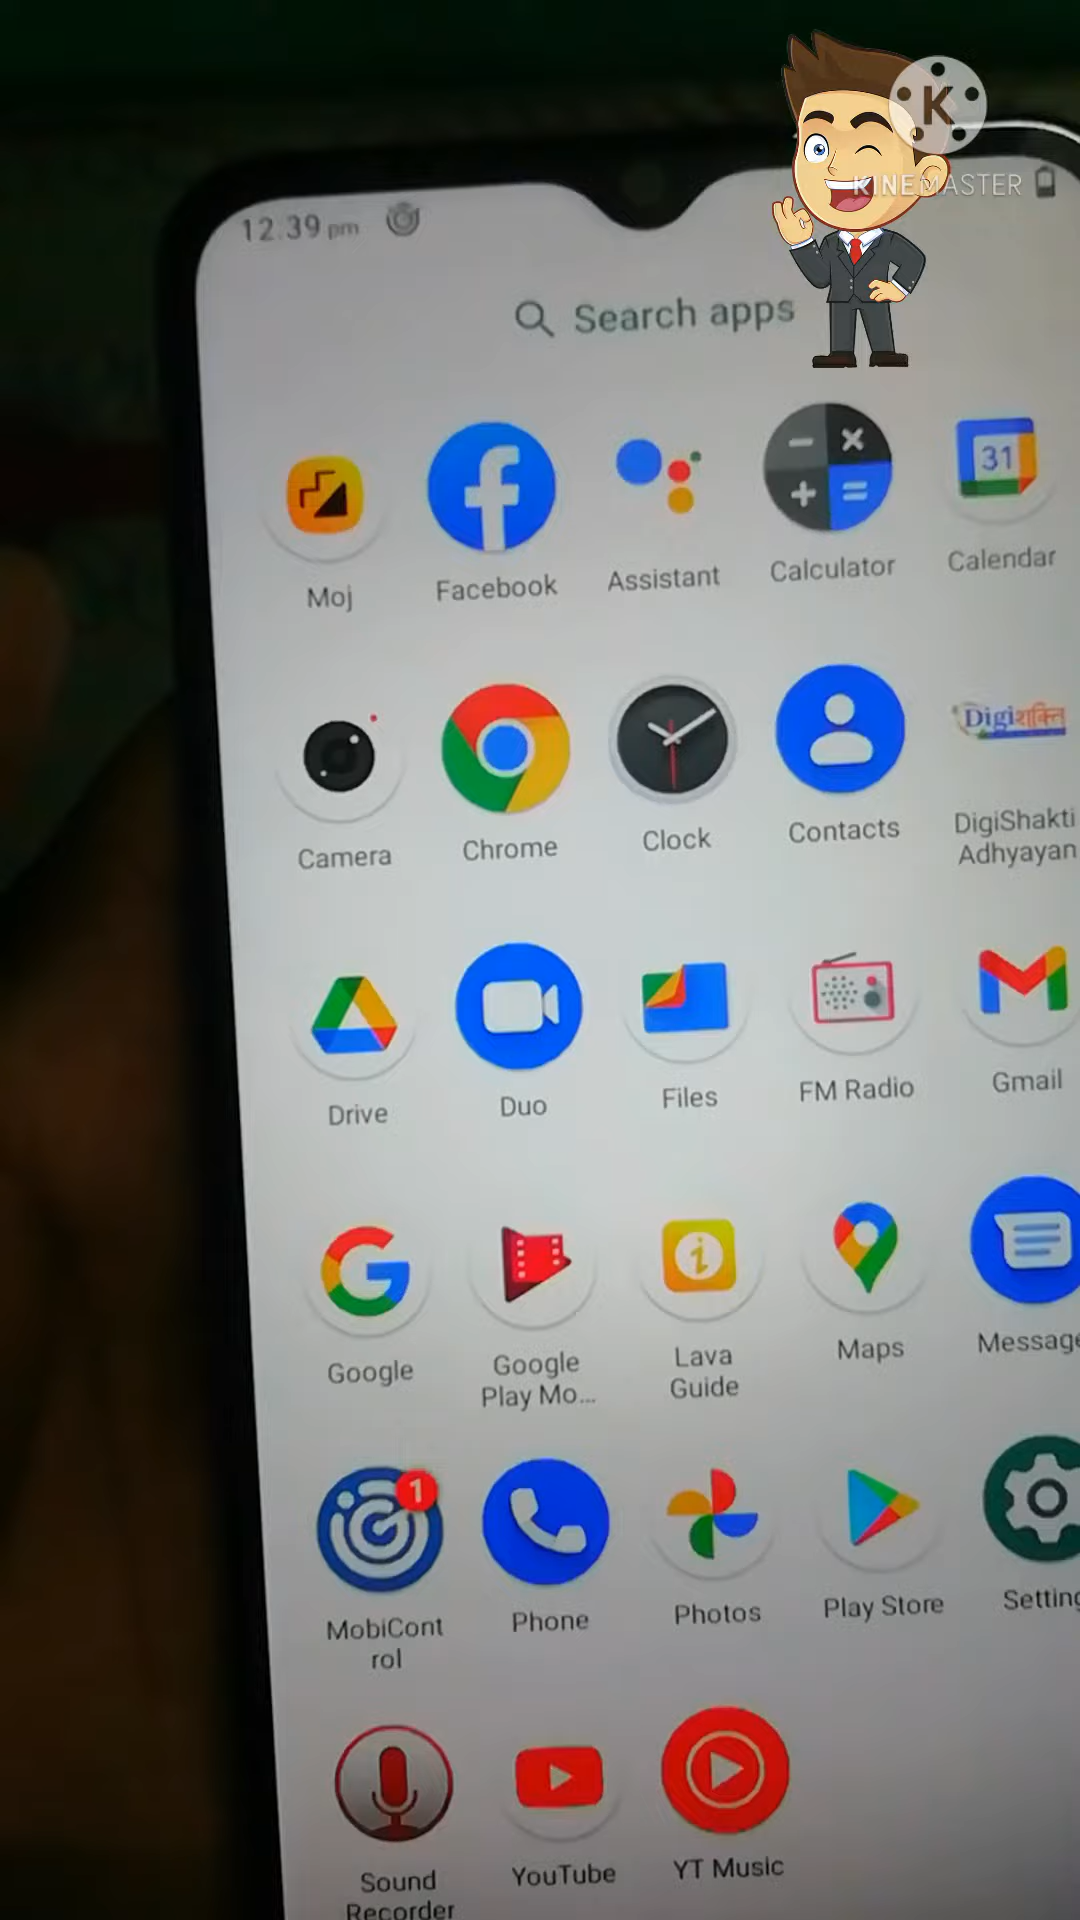 K
KINEMASTER
12.39 pm
Search apps
31
Moj
Facebook
Assistant
Calculator
Calendar
Digiशक्ति
Camera
Chrome
Clock
Contacts
DigiShakti
Adhyayan
Drive
Duo
Files
FM Radio
Gmail
Google
Google
Play Mo...
Lava
Guide
Maps
Message
1
MobiCont
rol
Phone
Photos
Play Store
Setting
Sound
Recorder
YouTube
YT Music